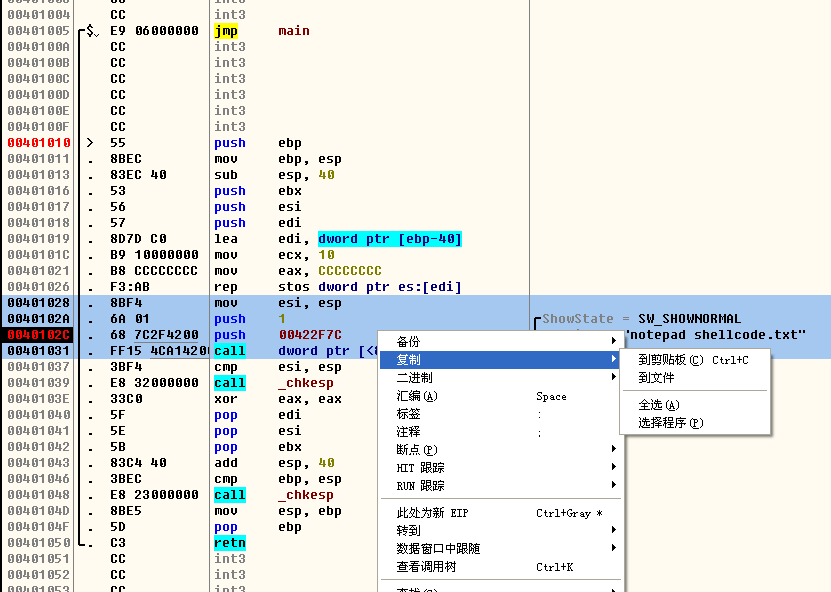 00401004 CC int3
00401005 $ E9 06000000 jmp main
0040100A CC int3
0040100B CC int3
0040100C CC int3
0040100D CC int3
0040100E CC int3
0040100F CC int3
00401010 > 55 push ebp
00401011 . 8BEC mov ebp, esp
00401013 . 83EC 40 sub esp, 40
00401016 . 53 push ebx
00401017 . 56 push esi
00401018 . 57 push edi
00401019 . 8D7D C0 lea edi, dword ptr [ebp-40]
0040101C . B9 10000000 mov ecx, 10
00401021 . B8 CCCCCCCC mov eax, CCCCCCCC
00401026 . F3:AB rep stos dword ptr es:[edi]
00401028 . 8BF4 mov esi, esp
0040102A . 6A 01 push 1 ShowState = SW_SHOWNORMAL
0040102C . 68 7C2F4200 push 00422F7C "notepad shellcode.txt"
00401031 . FF15 4CA14200 call dword ptr [<
00401037 . 3BF4 cmp esi, esp
00401039 . E8 32000000 call _chkesp
0040103E . 33C0 xor eax, eax
00401040 . 5F pop edi
00401041 . 5E pop esi
00401042 . 5B pop ebx
00401043 . 83C4 40 add esp, 40
00401046 . 3BEC cmp ebp, esp
00401048 . E8 23000000 call _chkesp
0040104D . 8BE5 mov esp, ebp
0040104F . 5D pop ebp
00401050 . C3 retn
00401051 CC int3
00401052 CC int3
00401053 CC int3
备份
复制
二进制
汇编(A) Space
标签 :
注释 ;
断点(P)
HIT 跟踪
RUN 跟踪
此处为新 EIP Ctrl+Gray *
转到
数据窗口中跟随
查看调用树 Ctrl+K
到剪贴板(C) Ctrl+C
到文件
全选(A)
选择程序(P)